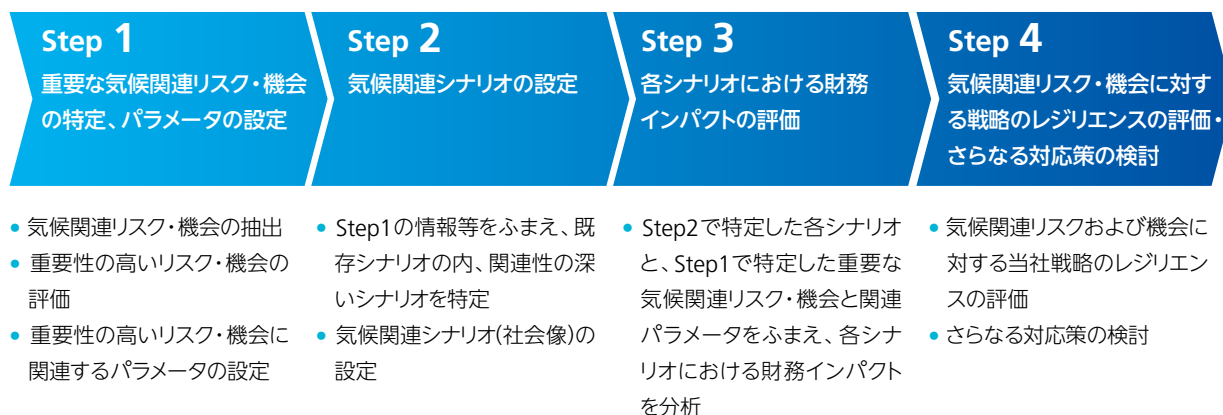 Step 1
重要な気候関連リスク・機会
の特定、パラメータの設定
• 気候関連リスク・機会の抽出
• 重要性の高いリスク・機会の
評価
• 重要性の高いリスク・機会に
関連するパラメータの設定
Step 2
気候関連シナリオの設定
• Step1の情報等をふまえ、既
存シナリオの内、関連性の深
いシナリオを特定
• 気候関連シナリオ(社会像)の
設定
Step 3
各シナリオにおける財務
インパクトの評価
• Step2で特定した各シナリオ
と、Step1で特定した重要な
気候関連リスク・機会と関連
パラメータをふまえ、各シナ
リオにおける財務インパクト
を分析
Step 4
気候関連リスク・機会に対す
る戦略のレジリエンスの評価・
さらなる対応策の検討
• 気候関連リスクおよび機会に
対する当社戦略のレジリエン
スの評価
• さらなる対応策の検討